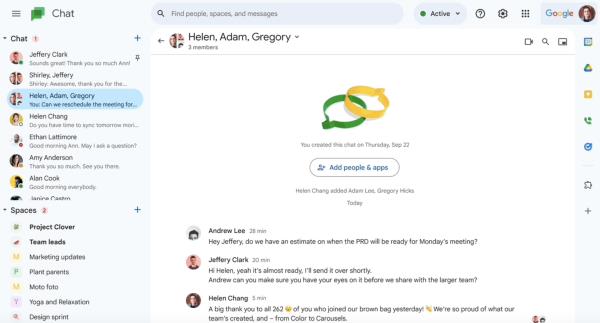 Chat
Find people, spaces, and messages
Active
Google
Chat 1
Jeffery Clark
Sounds great! Thank you so much Ann!
Shirley, Jeffery
Shirley: Awesome, thank you for the...
Helen, Adam, Gregory
You: Can we reschedule the meeting for...
Helen Chang
Do you have time to sync tomorrow mori...
Ethan Lattimore
Good morning Ann. May I ask a question?
Amy Anderson
Thank you so much. See you there.
Alan Cook
Good morning everybody.
Janice Castro
Spaces 2
Project Clover
Team leads
M Marketing updates
P Plant parents
M Moto foto
Y Yoga and Relaxation
Design sprint
Helen, Adam, Gregory
3 members
You created this chat on Thursday, Sep 22
Add people & apps
Helen Chang added Adam Lee, Gregory Hicks
Today
Andrew Lee 28 min
Hey Jeffery, do we have an estimate on when the PRD will be ready for Monday's meeting?
Jeffery Clark 20 min
Hi Helen, yeah it's almost ready, I'll send it over shortly.
Andrew can you make sure you have your eyes on it before we share with the larger team?
Helen Chang 5 min
A big thank you to all 262 of you who joined our brown bag yesterday! We're so proud of what our
team's created, and – from Color to Carousels.